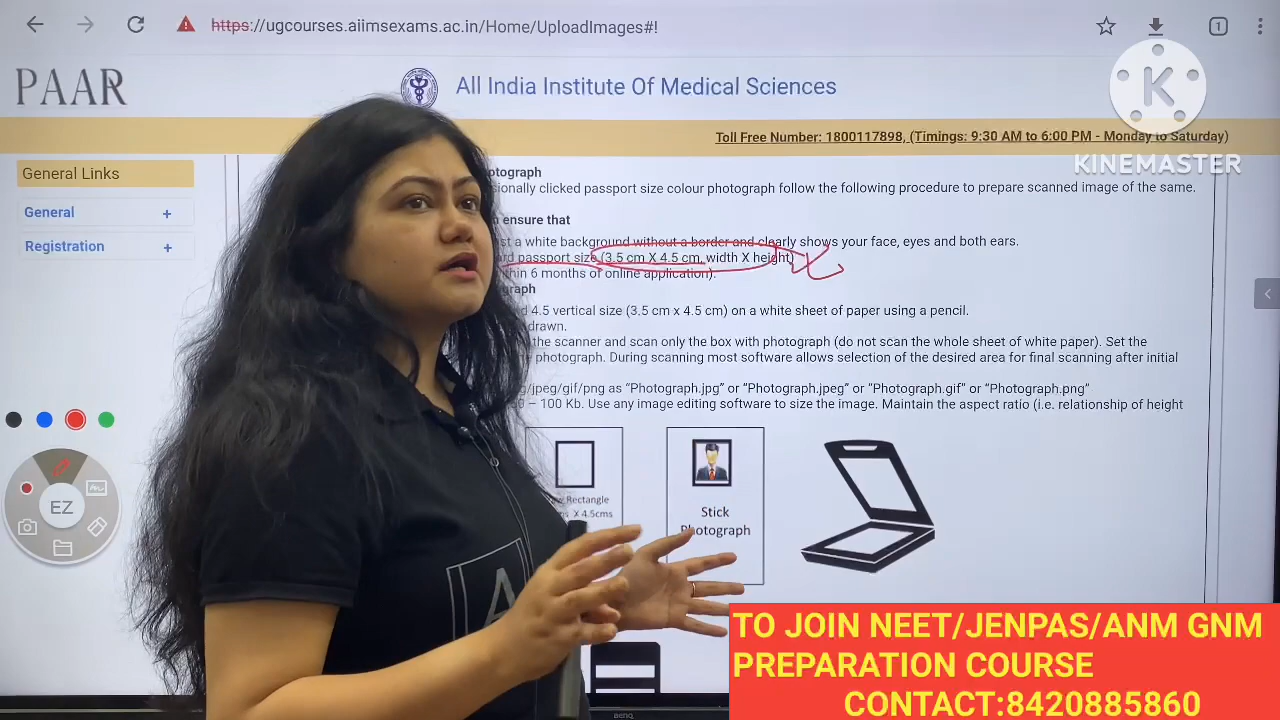 https://ugcourses.aiimsexams.ac.in/Home/UploadImages#!
1
PAAR
All India Institute Of Medical Sciences
K
KINEMASTER
Toll Free Number: 1800117898, (Timings: 9:30 AM to 6:00 PM - Monday to Saturday)
General Links
General +
Registration +
passport size colour photograph follow the following procedure to prepare scanned image of the same.
ensure that
a white background without a border and clearly shows your face, eyes and both ears.
passport size (3.5 cm X 4.5 cm, width X height)
6 months of online application).
4.5 vertical size (3.5 cm x 4.5 cm) on a white sheet of paper using a pencil.
drawn.
the scanner and scan only the box with photograph (do not scan the whole sheet of white paper). Set the
photograph. During scanning most software allows selection of the desired area for final scanning after initial
/jpeg/gif/png as "Photograph.jpg" or "Photograph.jpeg" or "Photograph.gif" or "Photograph.png"
– 100 Kb. Use any image editing software to size the image. Maintain the aspect ratio (i.e. relationship of height
Rectangle
X 4.5cms
Stick
Photograph
EZ
A
BenQ
TO JOIN NEET/JENPAS/ANM GNM
PREPARATION COURSE
CONTACT:8420885860